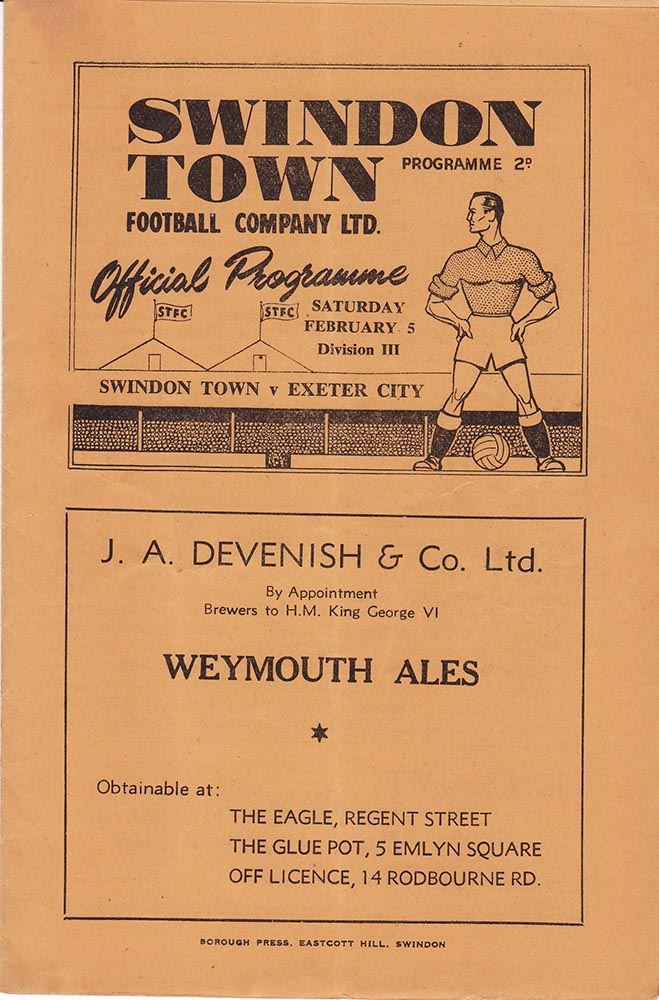 SWINDON
TOWN
PROGRAMME 2D
FOOTBALL COMPANY LTD.
Official Programme
STFC
STFC
SATURDAY
FEBRUARY 5
Division III
SWINDON TOWN v EXETER CITY
J. A. DEVENISH & Co. Ltd.
By Appointment
Brewers to H.M. King George VI
WEYMOUTH ALES
Obtainable at:
THE EAGLE, REGENT STREET
THE GLUE POT, 5 EMLYN SQUARE
OFF LICENCE, 14 RODBOURNE RD.
BOROUGH PRESS, EASTCOTT HILL, SWINDON